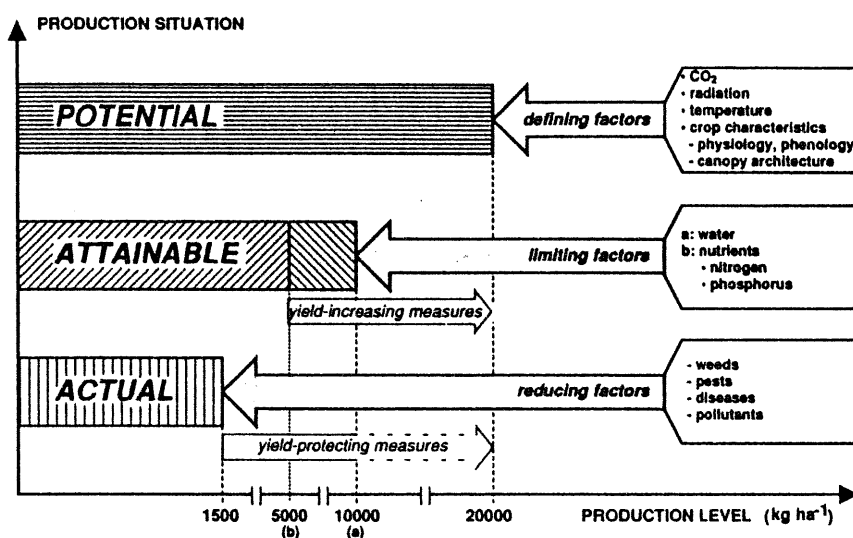 PRODUCTION SITUATION
POTENTIAL
defining factors
· CO₂
· radiation
· temperature
· crop characteristics
- physiology, phenology
- canopy architecture
ATTAINABLE
limiting factors
a: water
b: nutrients
· nitrogen
· phosphorus
yield-increasing measures
ACTUAL
reducing factors
- weeds
- pests
- diseases
- pollutants
yield-protecting measures
1500 5000 10000 20000 PRODUCTION LEVEL (kg ha⁻¹)
(b) (a)